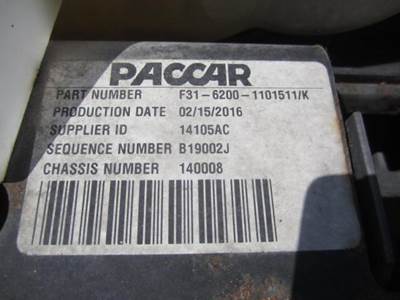 PACCAR
PART NUMBER F31-6200-1101511/K
PRODUCTION DATE 02/15/2016
SUPPLIER ID 14105AC
SEQUENCE NUMBER B19002J
CHASSIS NUMBER 140008